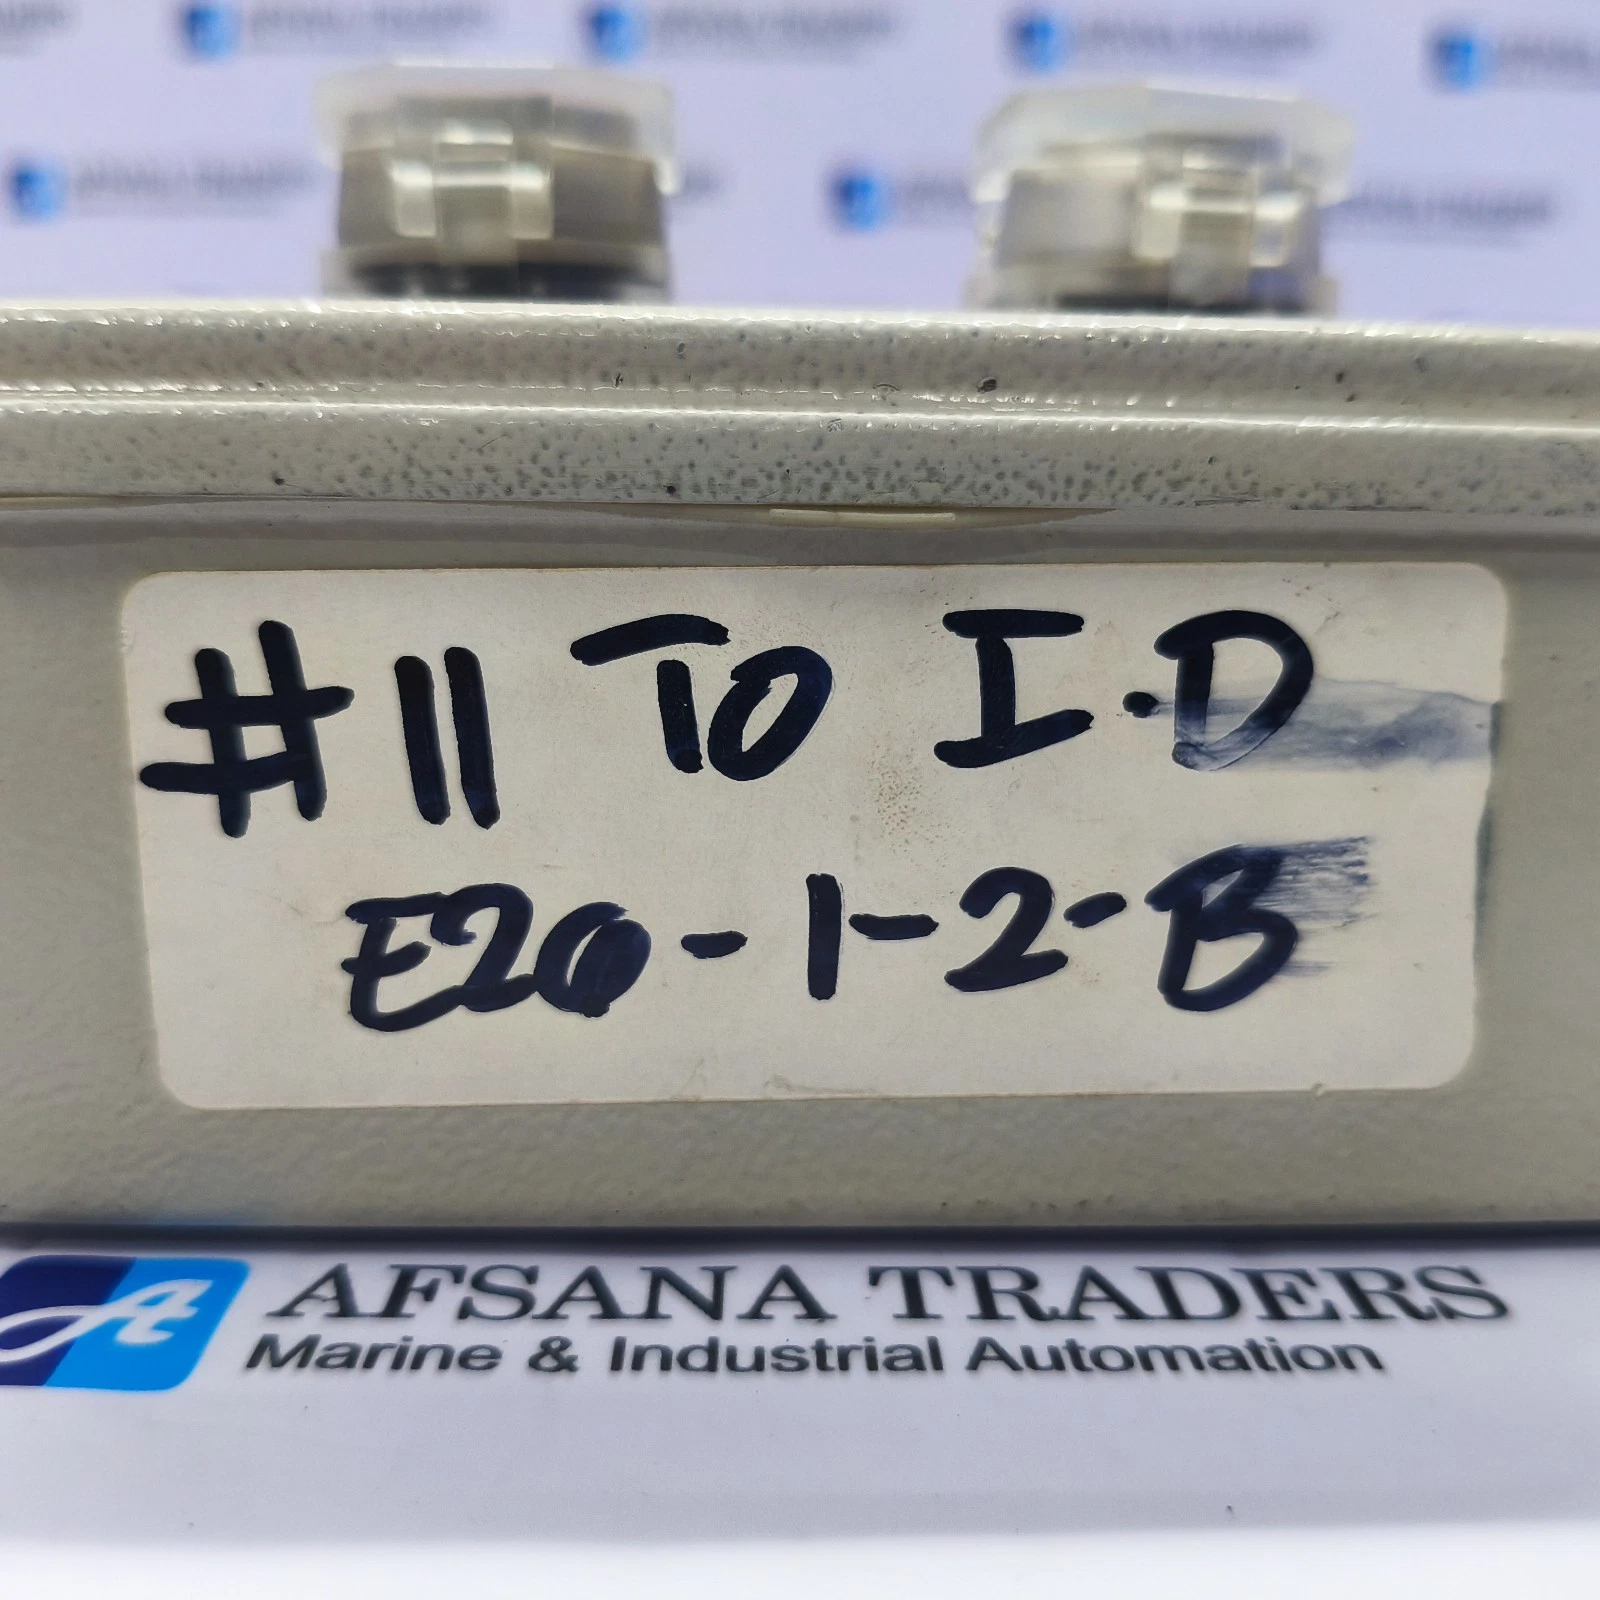 #11 TO I.D
E20-1-2-B
AFSANA TRADERS
Marine & Industrial Automation